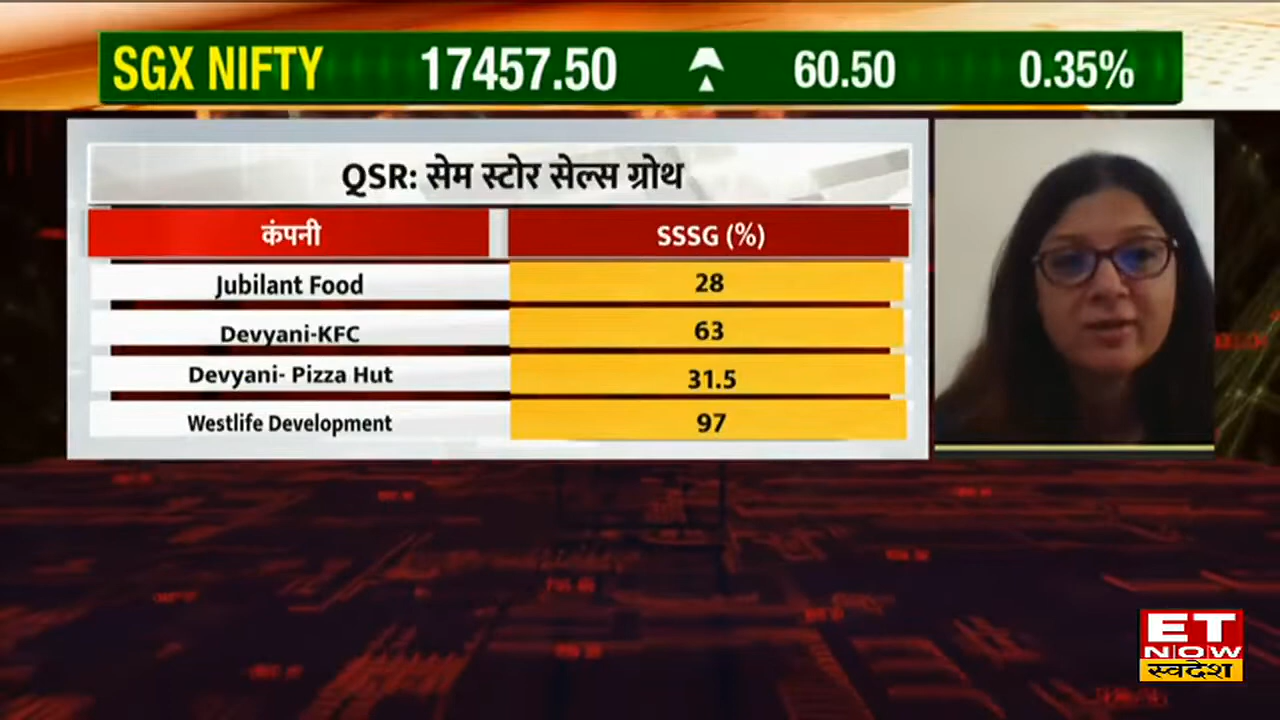 SGX NIFTY 17457.50 60.50 0.35%
QSR: सेम स्टोर सेल्स ग्रोथ
कंपनी SSSG (%)
Jubilant Food 28
Devyani-KFC 63
Devyani- Pizza Hut 31.5
Westlife Development 97
ET
NOW
स्वदेश